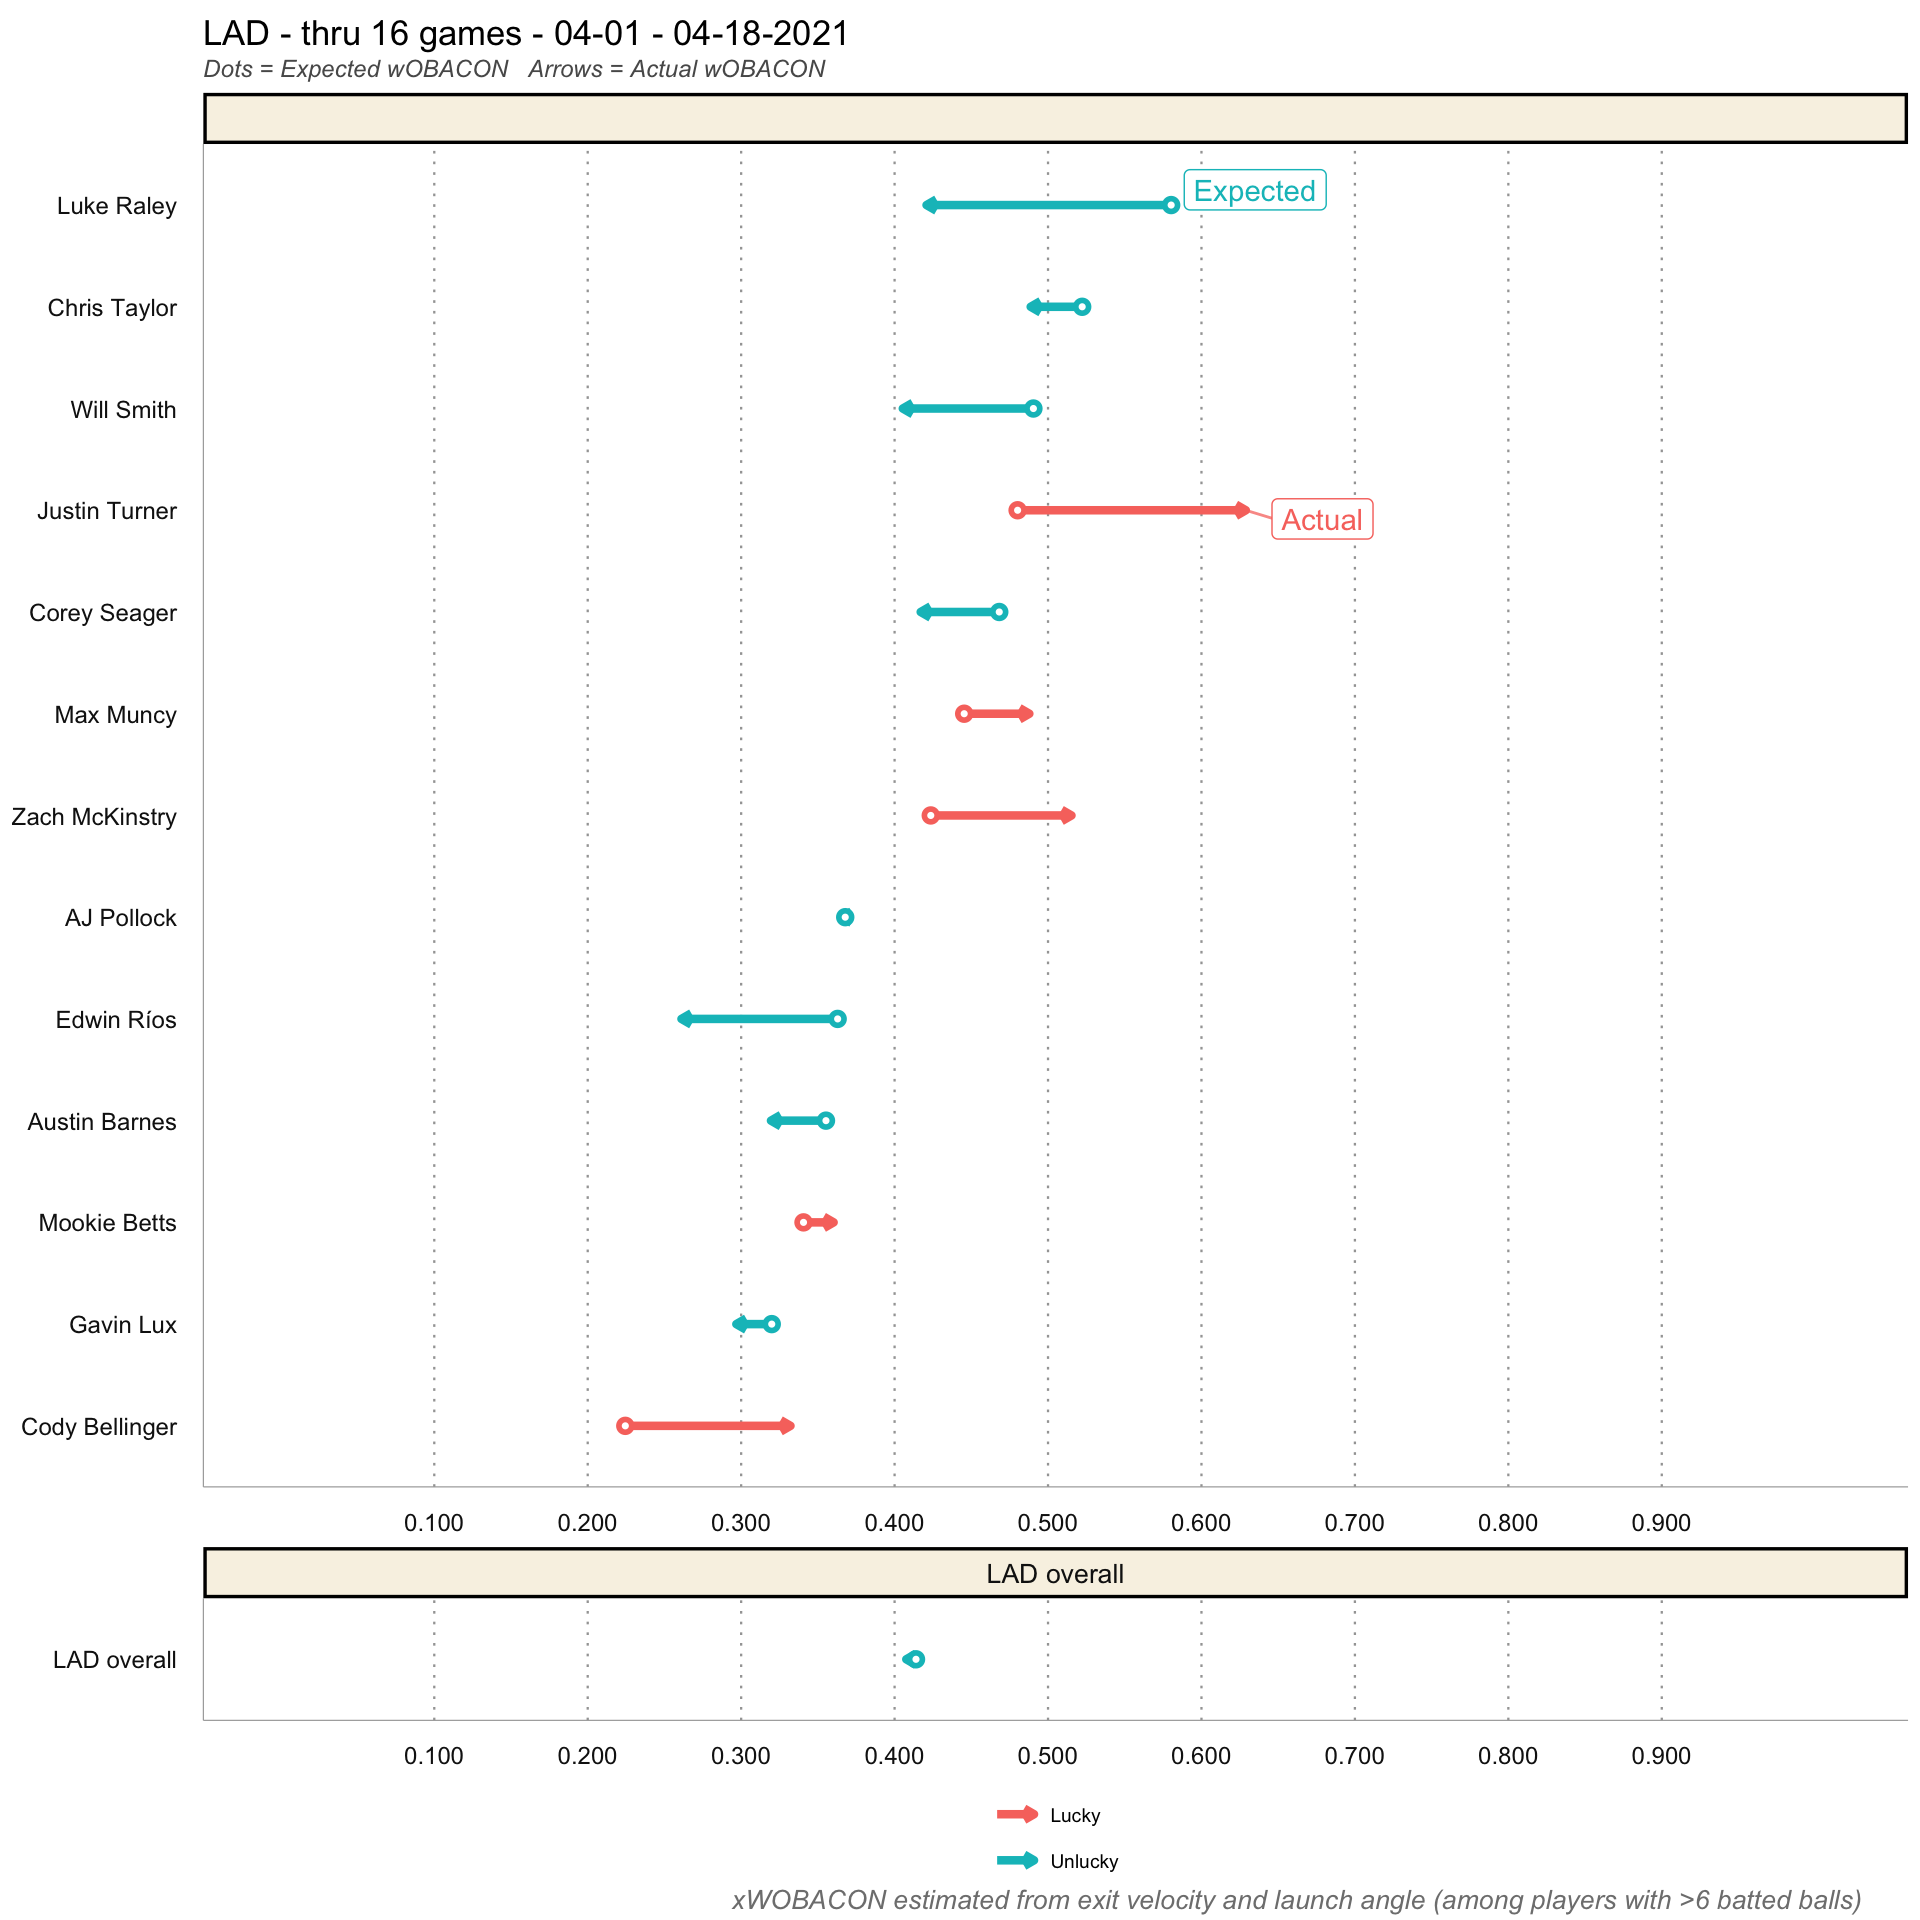 LAD - thru 16 games - 04-01 - 04-18-2021
Dots = Expected wOBACON   Arrows = Actual wOBACON
Luke Raley
Expected
Chris Taylor
Will Smith
Justin Turner
Actual
Corey Seager
Max Muncy
Zach McKinstry
AJ Pollock
Edwin Ríos
Austin Barnes
Mookie Betts
Gavin Lux
Cody Bellinger
0.100 0.200 0.300 0.400 0.500 0.600 0.700 0.800 0.900
LAD overall
LAD overall
0.100 0.200 0.300 0.400 0.500 0.600 0.700 0.800 0.900
Lucky
Unlucky
xWOBACON estimated from exit velocity and launch angle (among players with >6 batted balls)